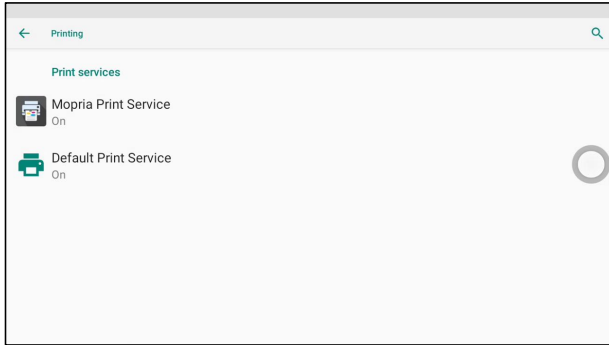 Printing
Print services
Mopria Print Service
On
Default Print Service
On